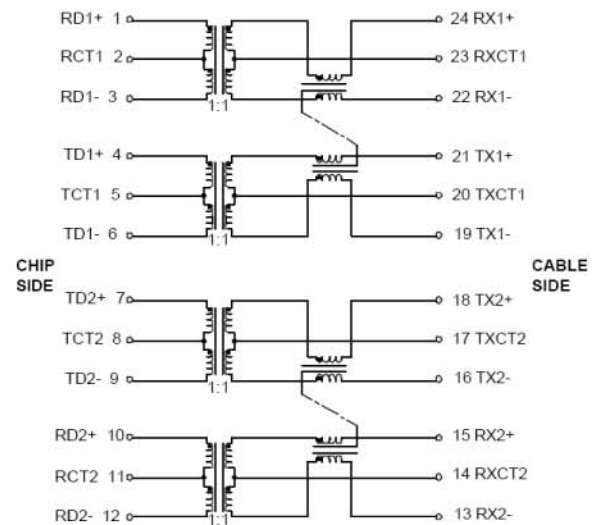 RD1+ 1 24 RX1+
RCT1 2 23 RXCT1
RD1- 3 22 RX1-
1:1
TD1+ 4 21 TX1+
TCT1 5 20 TXCT1
TD1- 6 19 TX1-
1:1
CHIP
SIDE
CABLE
SIDE
TD2+ 7 18 TX2+
TCT2 8 17 TXCT2
TD2- 9 16 TX2-
1:1
RD2+ 10 15 RX2+
RCT2 11 14 RXCT2
RD2- 12 13 RX2-
1:1